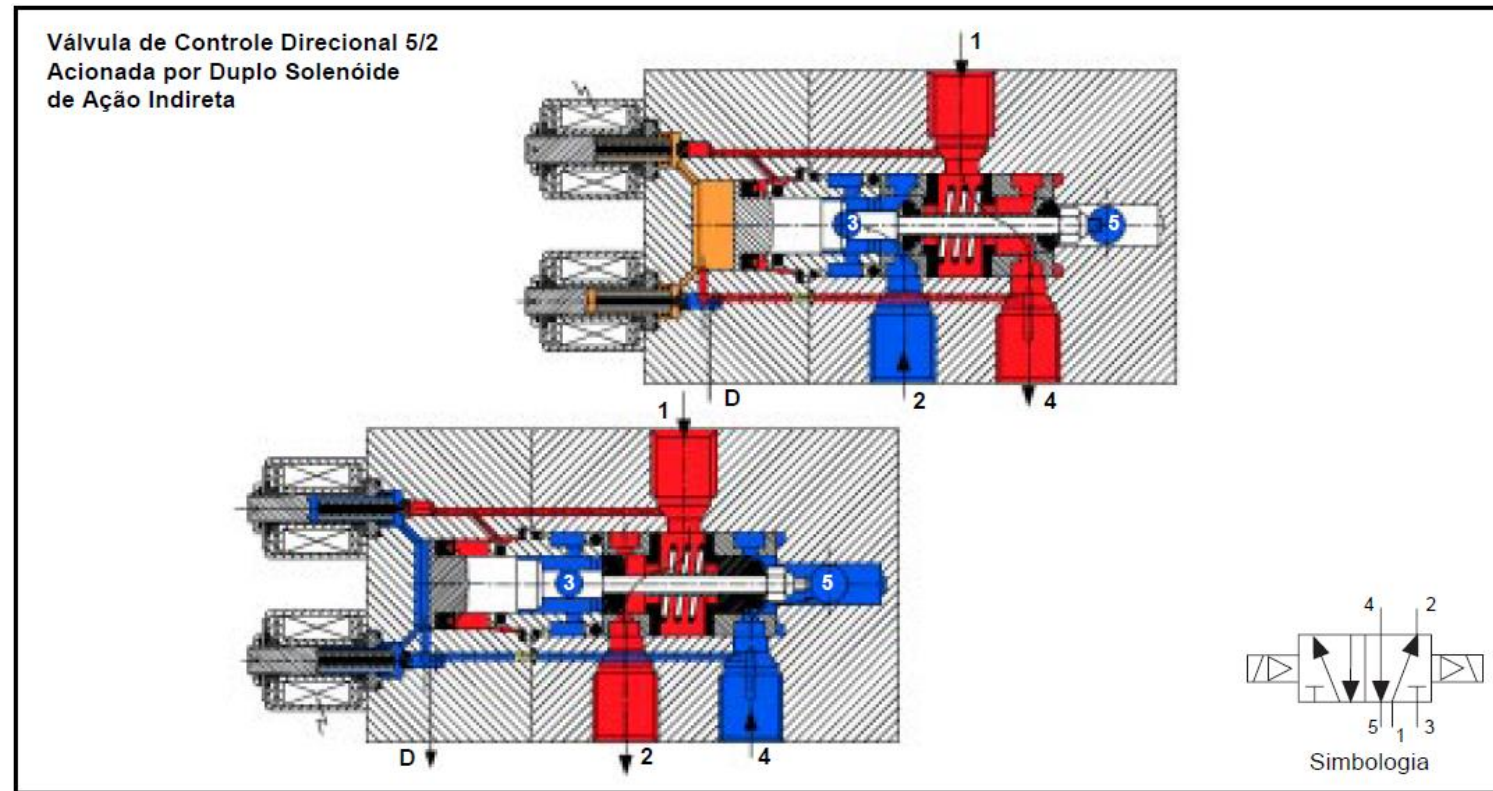 Válvula de Controle Direcional 5/2
Acionada por Duplo Solenóide
de Ação Indireta
1
3
5
D
2
4
1
3
5
D
2
4
4
2
5
1
3
Simbologia